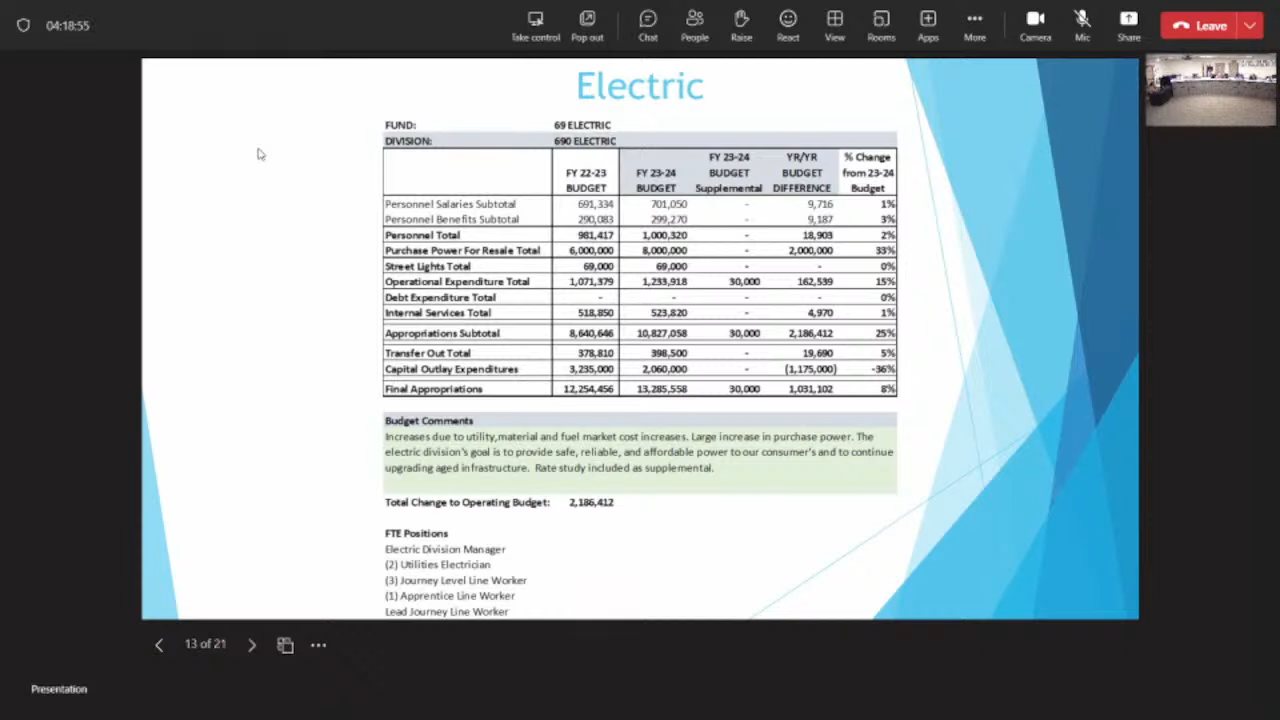 04:18:55
Take control Pop out Chat People Raise React View Rooms Apps More Camera Mic Share Leave
Electric
FUND: 69 ELECTRIC
DIVISION: 690 ELECTRIC
FY 23-24 YR/YR % Change
FY 22-23 FY 23-24 BUDGET BUDGET from 23-24
BUDGET BUDGET Supplemental DIFFERENCE Budget
Personnel Salaries Subtotal 691,334 701,050 - 9,716 1%
Personnel Benefits Subtotal 290,083 299,270 - 9,187 3%
Personnel Total 981,417 1,000,320 - 18,903 2%
Purchase Power For Resale Total 6,000,000 8,000,000 - 2,000,000 33%
Street Lights Total 69,000 69,000 - - 0%
Operational Expenditure Total 1,071,379 1,233,918 30,000 162,539 15%
Debt Expenditure Total - - - - 0%
Internal Services Total 518,850 523,820 - 4,970 1%
Appropriations Subtotal 8,640,646 10,827,058 30,000 2,186,412 25%
Transfer Out Total 378,810 398,500 - 19,690 5%
Capital Outlay Expenditures 3,235,000 2,060,000 - (1,175,000) -36%
Final Appropriations 12,254,456 13,285,558 30,000 1,031,102 8%
Budget Comments
Increases due to utility,material and fuel market cost increases. Large increase in purchase power. The
electric division's goal is to provide safe, reliable, and affordable power to our consumer's and to continue
upgrading aged infrastructure. Rate study included as supplemental.
Total Change to Operating Budget: 2,186,412
FTE Positions
Electric Division Manager
(2) Utilities Electrician
(3) Journey Level Line Worker
(1) Apprentice Line Worker
Lead Journey Line Worker
13 of 21
Presentation